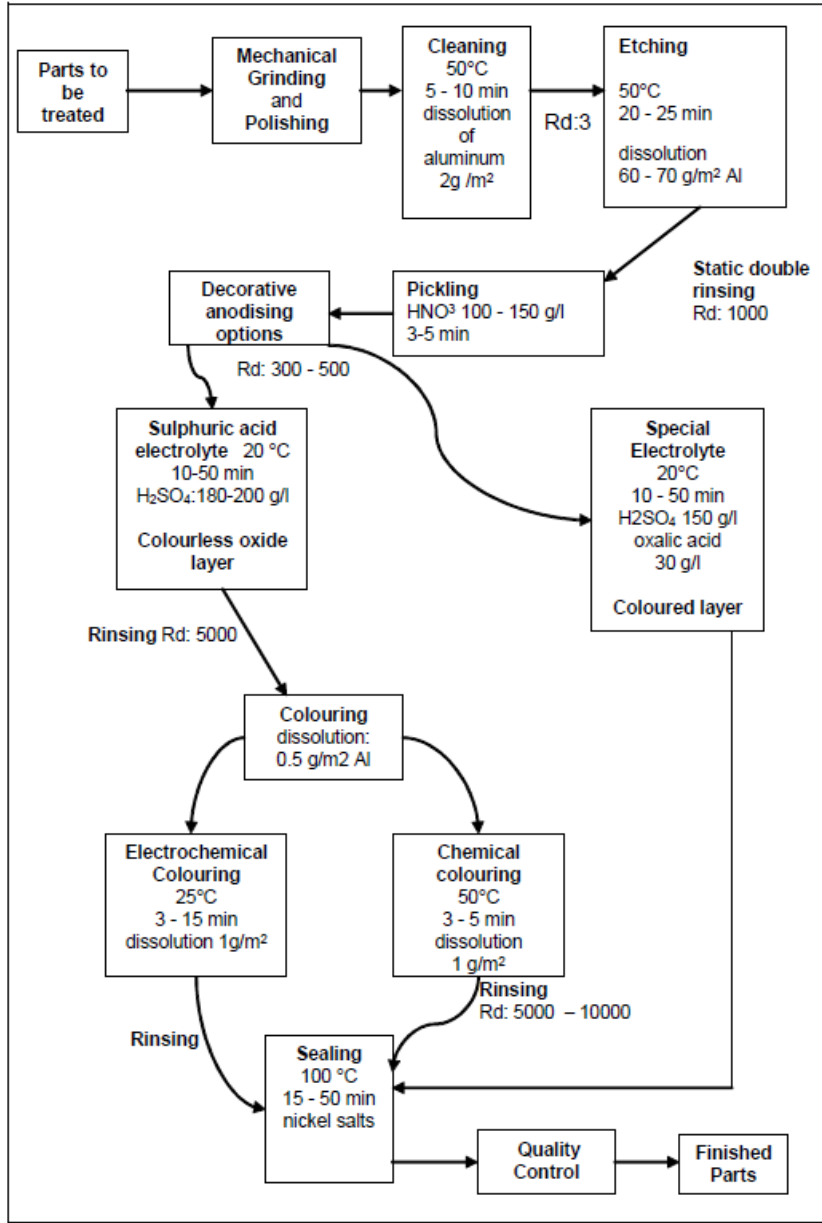 Parts to
be
treated
Mechanical
Grinding
and
Polishing
Cleaning
50°C
5 - 10 min
dissolution
of
aluminum
2g /m²
Rd:3
Etching
50°C
20 - 25 min
dissolution
60 - 70 g/m² Al
Static double
rinsing
Rd: 1000
Pickling
HNO³ 100 - 150 g/l
3-5 min
Decorative
anodising
options
Rd: 300 - 500
Sulphuric acid
electrolyte 20 °C
10-50 min
H₂SO₄:180-200 g/l
Colourless oxide
layer
Special
Electrolyte
20°C
10 - 50 min
H2SO₄ 150 g/l
oxalic acid
30 g/l
Coloured layer
Rinsing Rd: 5000
Colouring
dissolution:
0.5 g/m2 Al
Electrochemical
Colouring
25°C
3 - 15 min
dissolution 1g/m²
Chemical
colouring
50°C
3 - 5 min
dissolution
1 g/m²
Rinsing
Rd: 5000 – 10000
Rinsing
Sealing
100 °C
15 - 50 min
nickel salts
Quality
Control
Finished
Parts